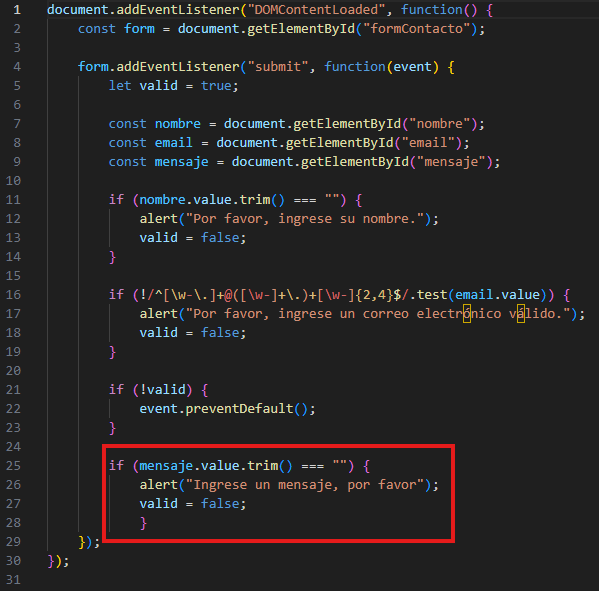 1 document.addEventListener("DOMContentLoaded", function() {
2     const form = document.getElementById("formContacto");
3
4     form.addEventListener("submit", function(event) {
5         let valid = true;
6
7         const nombre = document.getElementById("nombre");
8         const email = document.getElementById("email");
9         const mensaje = document.getElementById("mensaje");
10
11         if (nombre.value.trim() === "") {
12             alert("Por favor, ingrese su nombre.");
13             valid = false;
14         }
15
16         if (!/^[\w-\.]+@([\w-]+\.)+[\w-]{2,4}$/.test(email.value)) {
17             alert("Por favor, ingrese un correo electrónico válido.");
18             valid = false;
19         }
20
21         if (!valid) {
22             event.preventDefault();
23         }
24
25         if (mensaje.value.trim() === "") {
26             alert("Ingrese un mensaje, por favor");
27             valid = false;
28             }
29     });
30 });
31